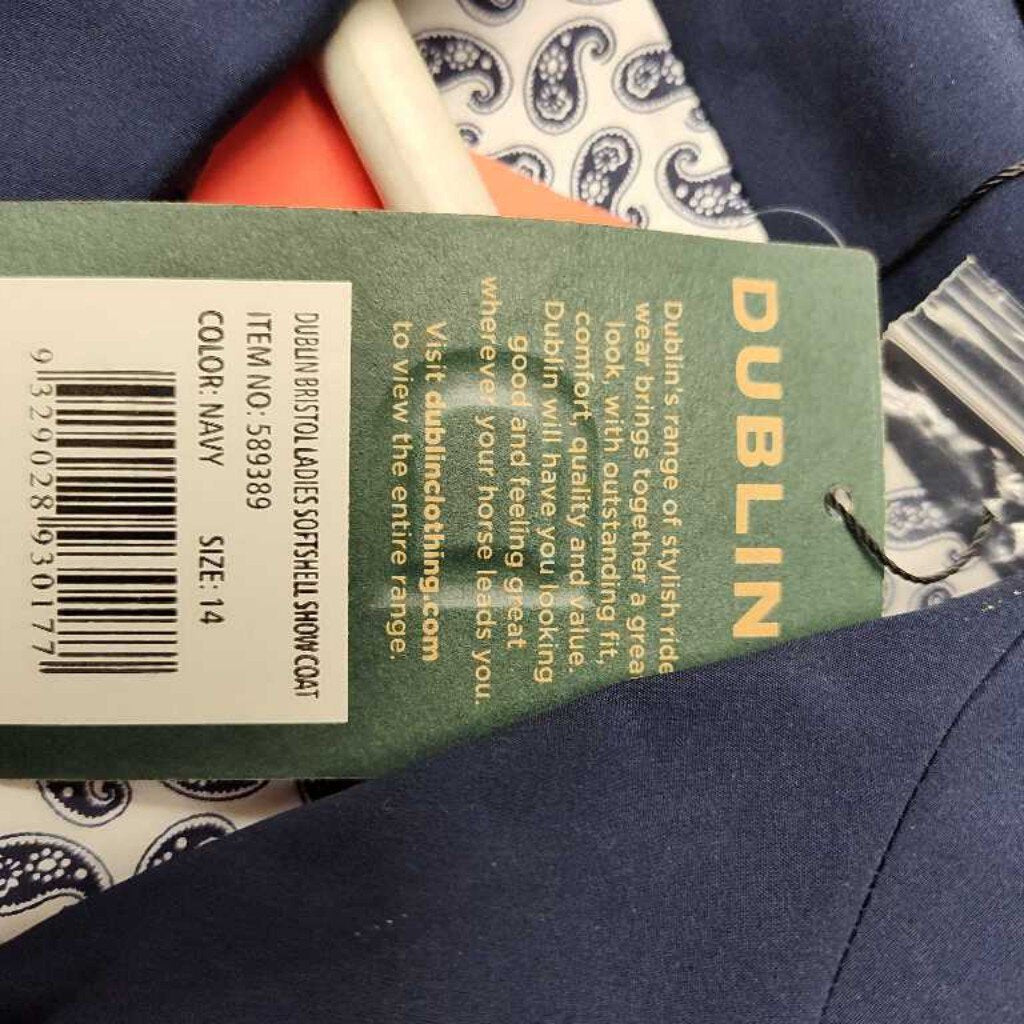 DUBLIN
Dublin's range of stylish ride
wear brings together a grea
look, with outstanding fit,
comfort, quality and value.
Dublin will have you looking
good and feeling great
wherever your horse leads you.
Visit dublinclothing.com
to view the entire range.
DUBLIN BRISTOL LADIES SOFTSHELL SHOW COAT
ITEM NO: 589389
COLOR: NAVY SIZE: 14
9 329028 930177